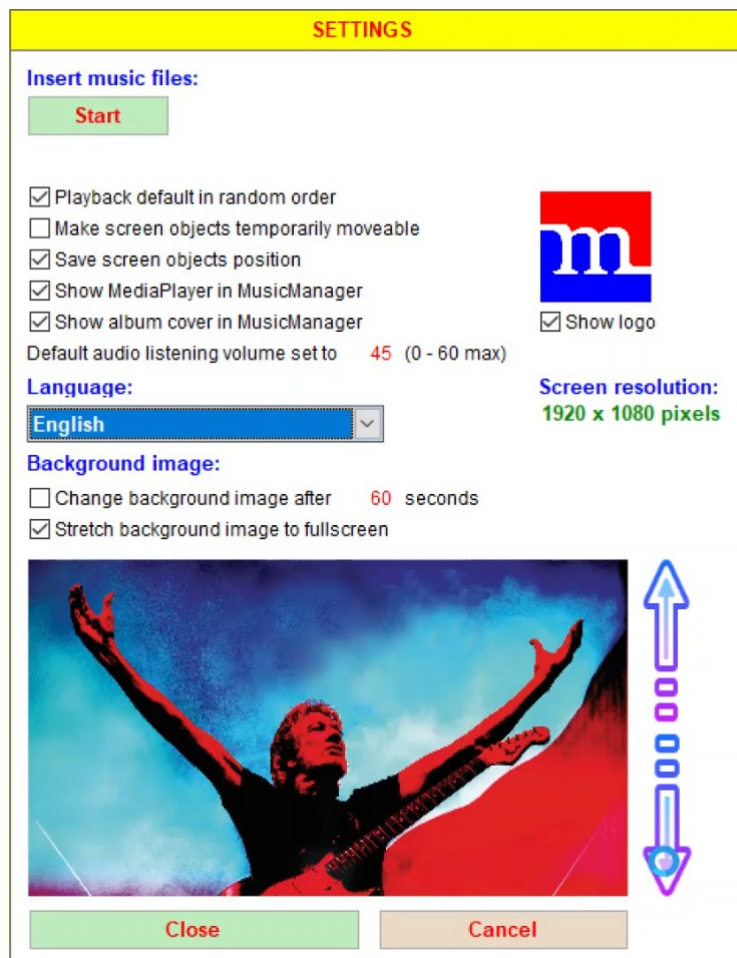 SETTINGS
Insert music files:
Start
Playback default in random order
Make screen objects temporarily moveable
Save screen objects position
Show MediaPlayer in MusicManager
Show album cover in MusicManager
m
Show logo
Default audio listening volume set to 45 (0 - 60 max)
Language:
English
Screen resolution:
1920 x 1080 pixels
Background image:
Change background image after 60 seconds
Stretch background image to fullscreen
Close
Cancel